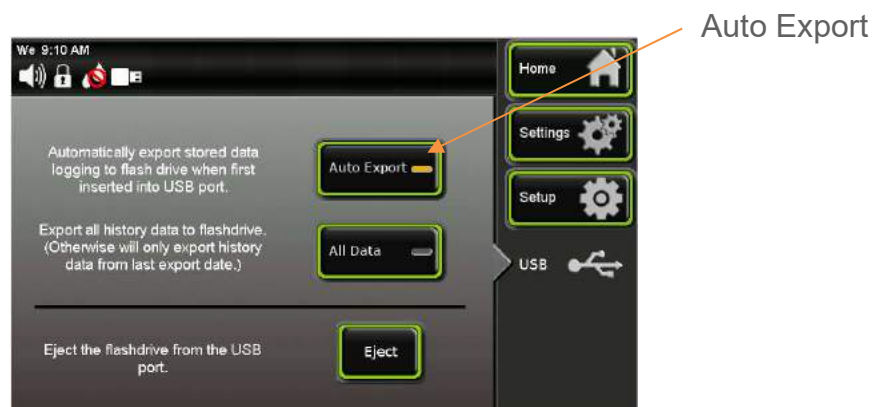 Auto Export
We 9:10 AM
Home
Settings
Setup
USB
Automatically export stored data
logging to flash drive when first
inserted into USB port.
Auto Export
Export all history data to flashdrive.
(Otherwise will only export history
data from last export date.)
All Data
Eject the flashdrive from the USB
port.
Eject